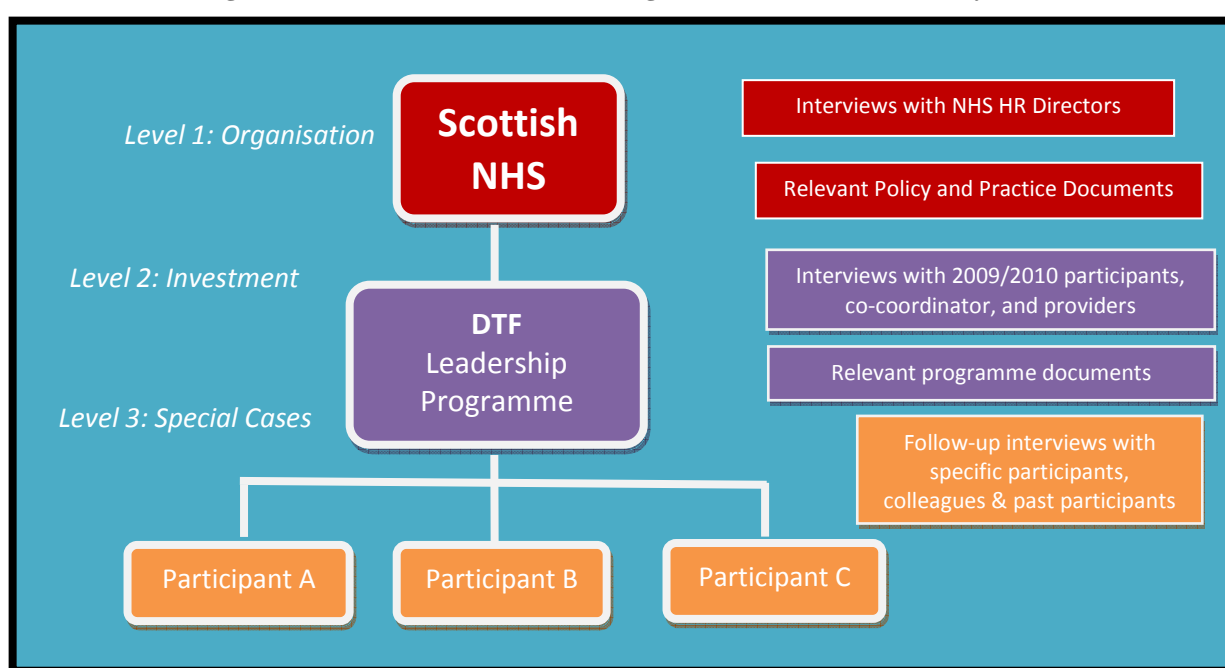 Level 1: Organisation
Scottish
NHS
Interviews with NHS HR Directors
Relevant Policy and Practice Documents
Level 2: Investment
DTF
Leadership
Programme
Interviews with 2009/2010 participants,
co-coordinator, and providers
Relevant programme documents
Level 3: Special Cases
Follow-up interviews with
specific participants,
colleagues & past participants
Participant A
Participant B
Participant C